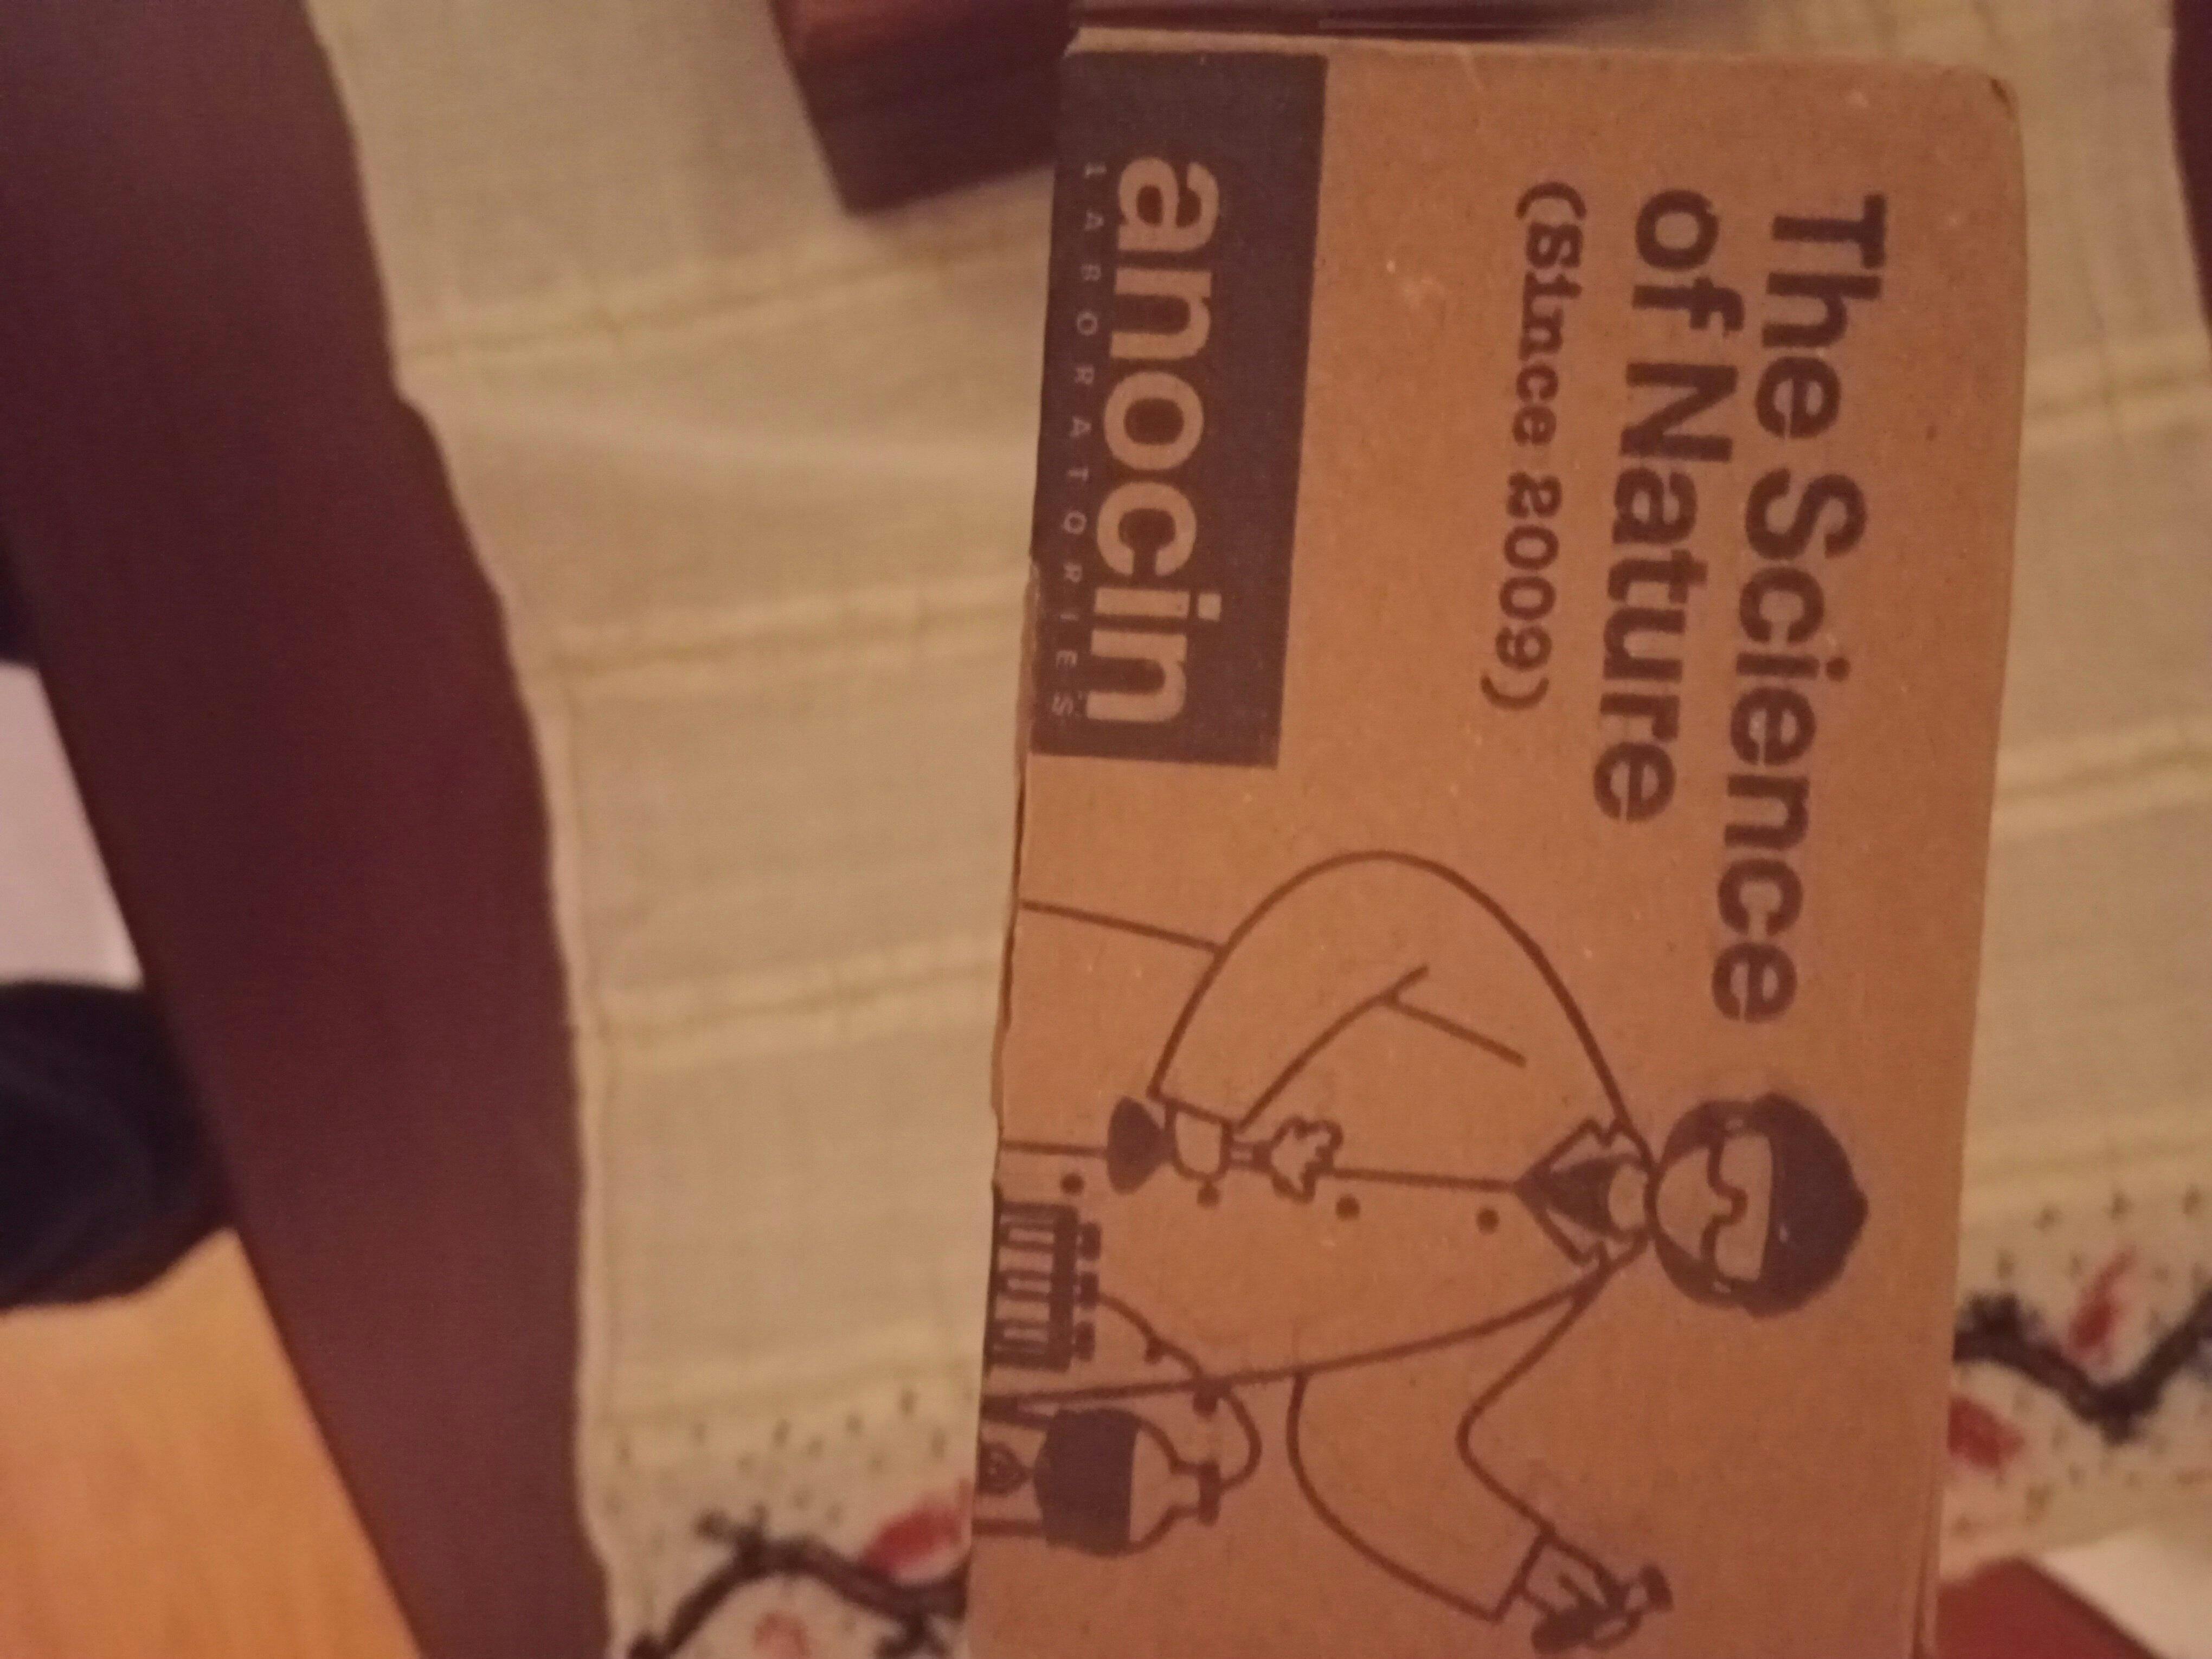 The Science
of Nature
(Since 2009)
anocin
LABORATORIES